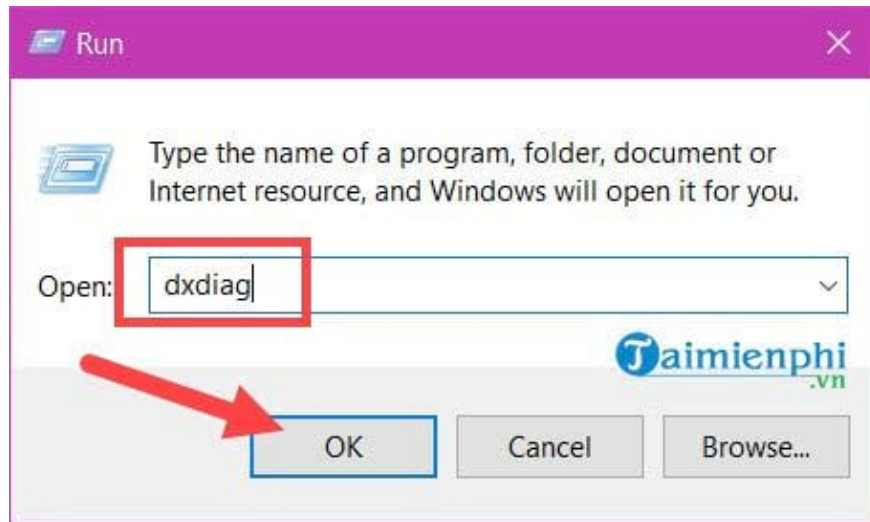 Run
Type the name of a program, folder, document or
Internet resource, and Windows will open it for you.
Open: dxdiag
Taimienphi
.vn
OK Cancel Browse...